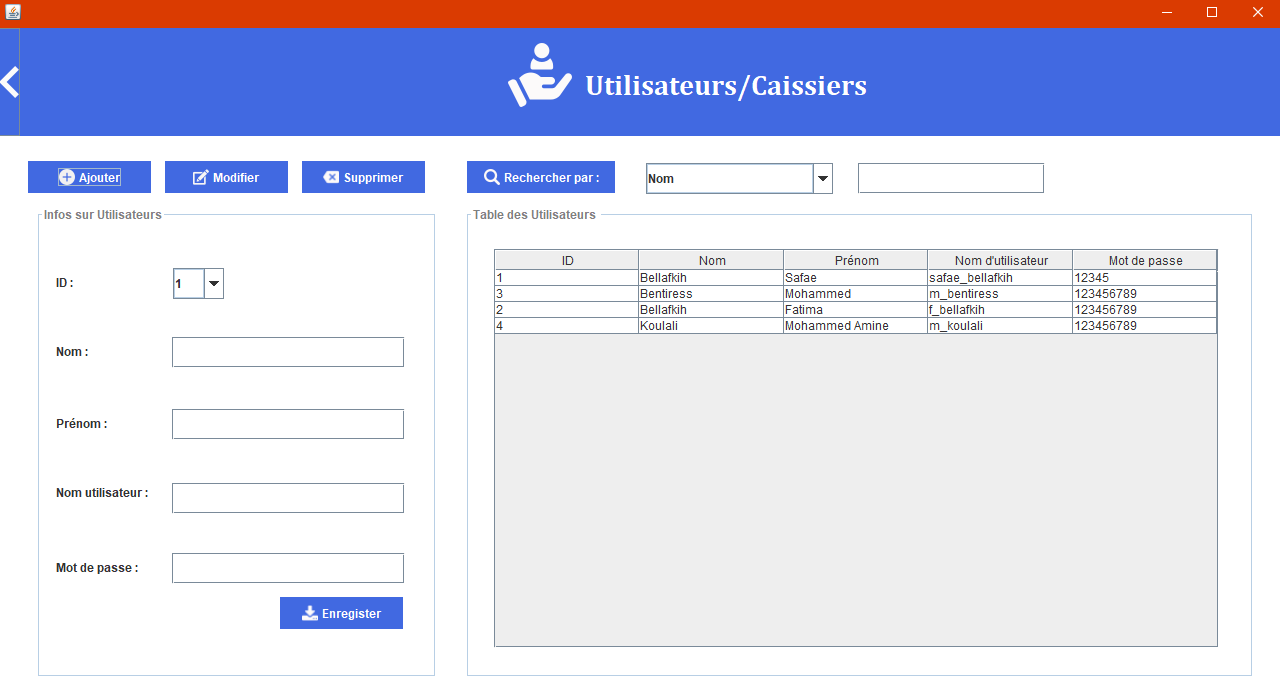 Utilisateurs/Caissiers
Ajouter Modifier Supprimer Rechercher par : Nom
Infos sur Utilisateurs
ID : 1
Nom :
Prénom :
Nom utilisateur :
Mot de passe :
Enregister
Table des Utilisateurs
ID Nom Prénom Nom d'utilisateur Mot de passe
1 Bellafkih Safae safae_bellafkih 12345
3 Bentiress Mohammed m_bentiress 123456789
2 Bellafkih Fatima f_bellafkih 123456789
4 Koulali Mohammed Amine m_koulali 123456789